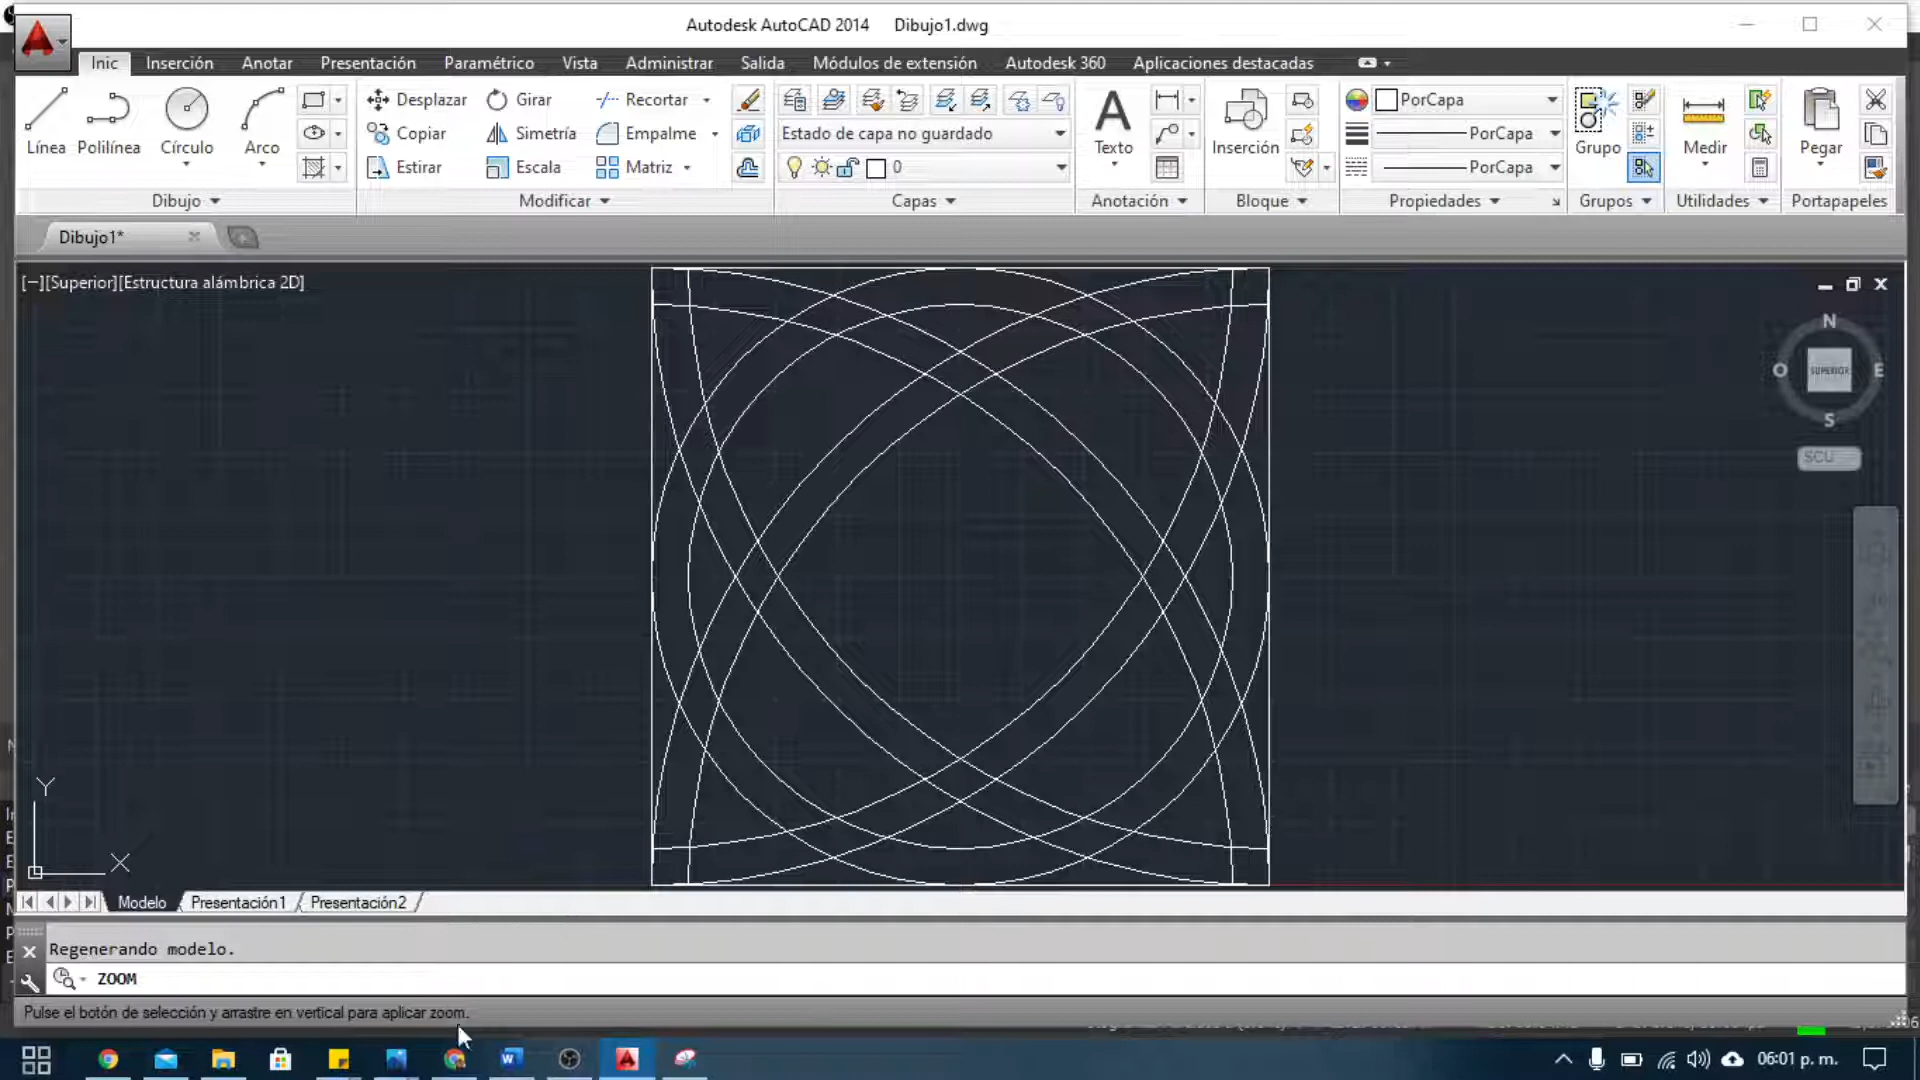 Autodesk AutoCAD 2014 Dibujo1.dwg
Inic Inserción Anotar Presentación Paramétrico Vista Administrar Salida Módulos de extensión Autodesk 360 Aplicaciones destacadas
Desplazar Girar Recortar PorCapa
Copiar Simetría Empalme Estado de capa no guardado PorCapa
Línea Polilínea Círculo Arco Texto Inserción Grupo Medir Pegar
Estirar Escala Matriz 0 PorCapa
Dibujo Modificar Capas Anotación Bloque Propiedades Grupos Utilidades Portapapeles
Dibujo1*
[−][Superior][Estructura alámbrica 2D]
N
O SUPERIOR E
S
SCU
Y
X
Modelo Presentación1 Presentación2
Regenerando modelo.
ZOOM
Pulse el botón de selección y arrastre en vertical para aplicar zoom.
06:01 p. m.